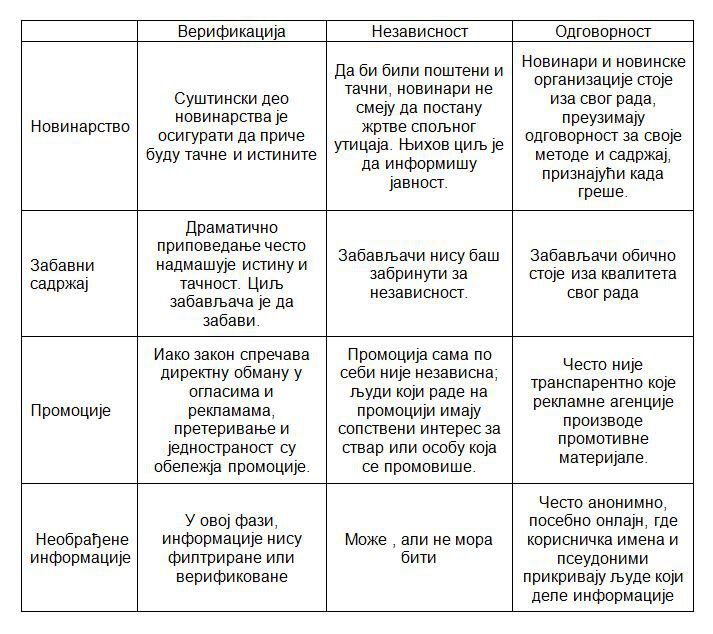 Верификација
Независност
Одговорност
Новинарство
Суштински део
новинарства је
осигурати да приче
буду тачне и истините
Да би били поштени и
тачни, новинари не
смеју да постану
жртве спољног
утицаја. Њихов циљ је
да информишу
јавност.
Новинари и новинске
организације стоје
иза свог рада,
преузимају
одговорност за своје
методе и садржај,
признајући када
греше.
Забавни
садржај
Драматично
приповедање често
надмашује истину и
тачност. Циљ
забављача је да
забави.
Забављачи нису баш
забринути за
независност.
Забављачи обично
стоје иза квалитета
свог рада
Промоције
Иако закон спречава
директну обману у
огласима и
рекламама,
претеривање и
једностраност су
обележја промоције.
Промоција сама по
себи није независна;
људи који раде на
промоцији имају
сопствени интерес за
ствар или особу која
се промовише.
Често није
транспарентно које
рекламне агенције
производе
промотивне
материјале.
Необрађене
информације
У овој фази,
информације нису
филтриране или
верификоване
Може , али не мора
бити
Често анонимно,
посебно онлајн, где
корисничка имена и
псеудоними
прикривају људе који
деле информације